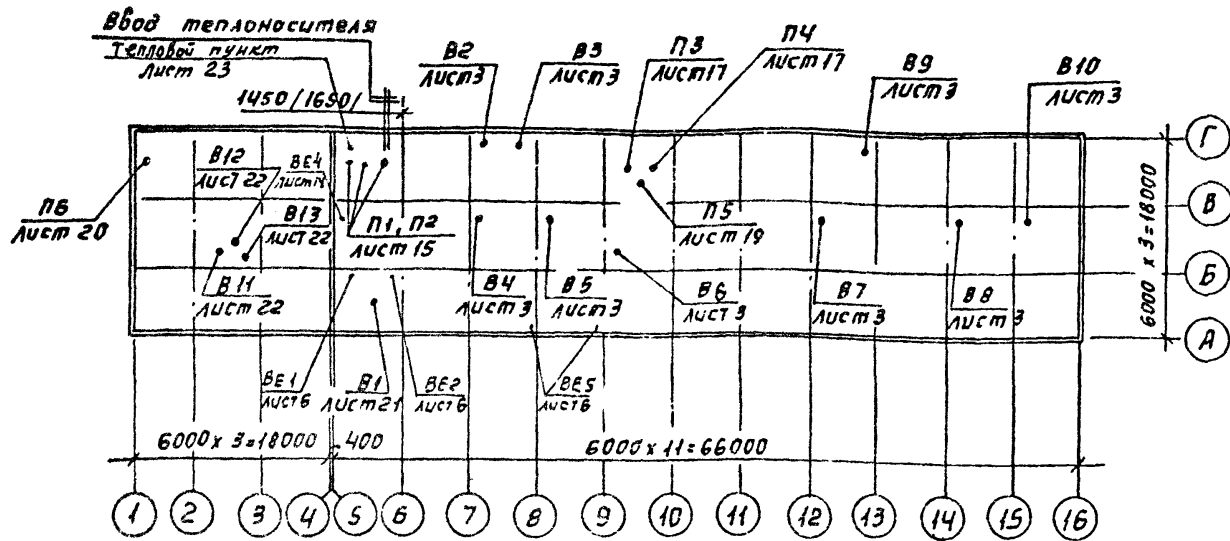 Ввод теплоносителя
Тепловой пункт
Лист 23
1450/1690/
В2
Лист 3
В3
Лист 3
П3
Лист 17
П4
Лист 17
В9
Лист 3
В10
Лист 3
Г
В
Б
А
6000 х 3=18000
П6
Лист 20
В12
Лист 22
ВЕ4
В13
Лист 22
П1, П2
Лист 15
П5
Лист 19
В11
Лист 22
В4
Лист 3
В5
Лист 3
В6
Лист 3
В7
Лист 3
В8
Лист 3
ВЕ1
Лист 6
В1
Лист 21
ВЕ2
Лист 6
ВЕ5
Лист 6
6000 х 3=18000
400
6000 х 11=66000
1 2 3 4 5 6 7 8 9 10 11 12 13 14 15 16